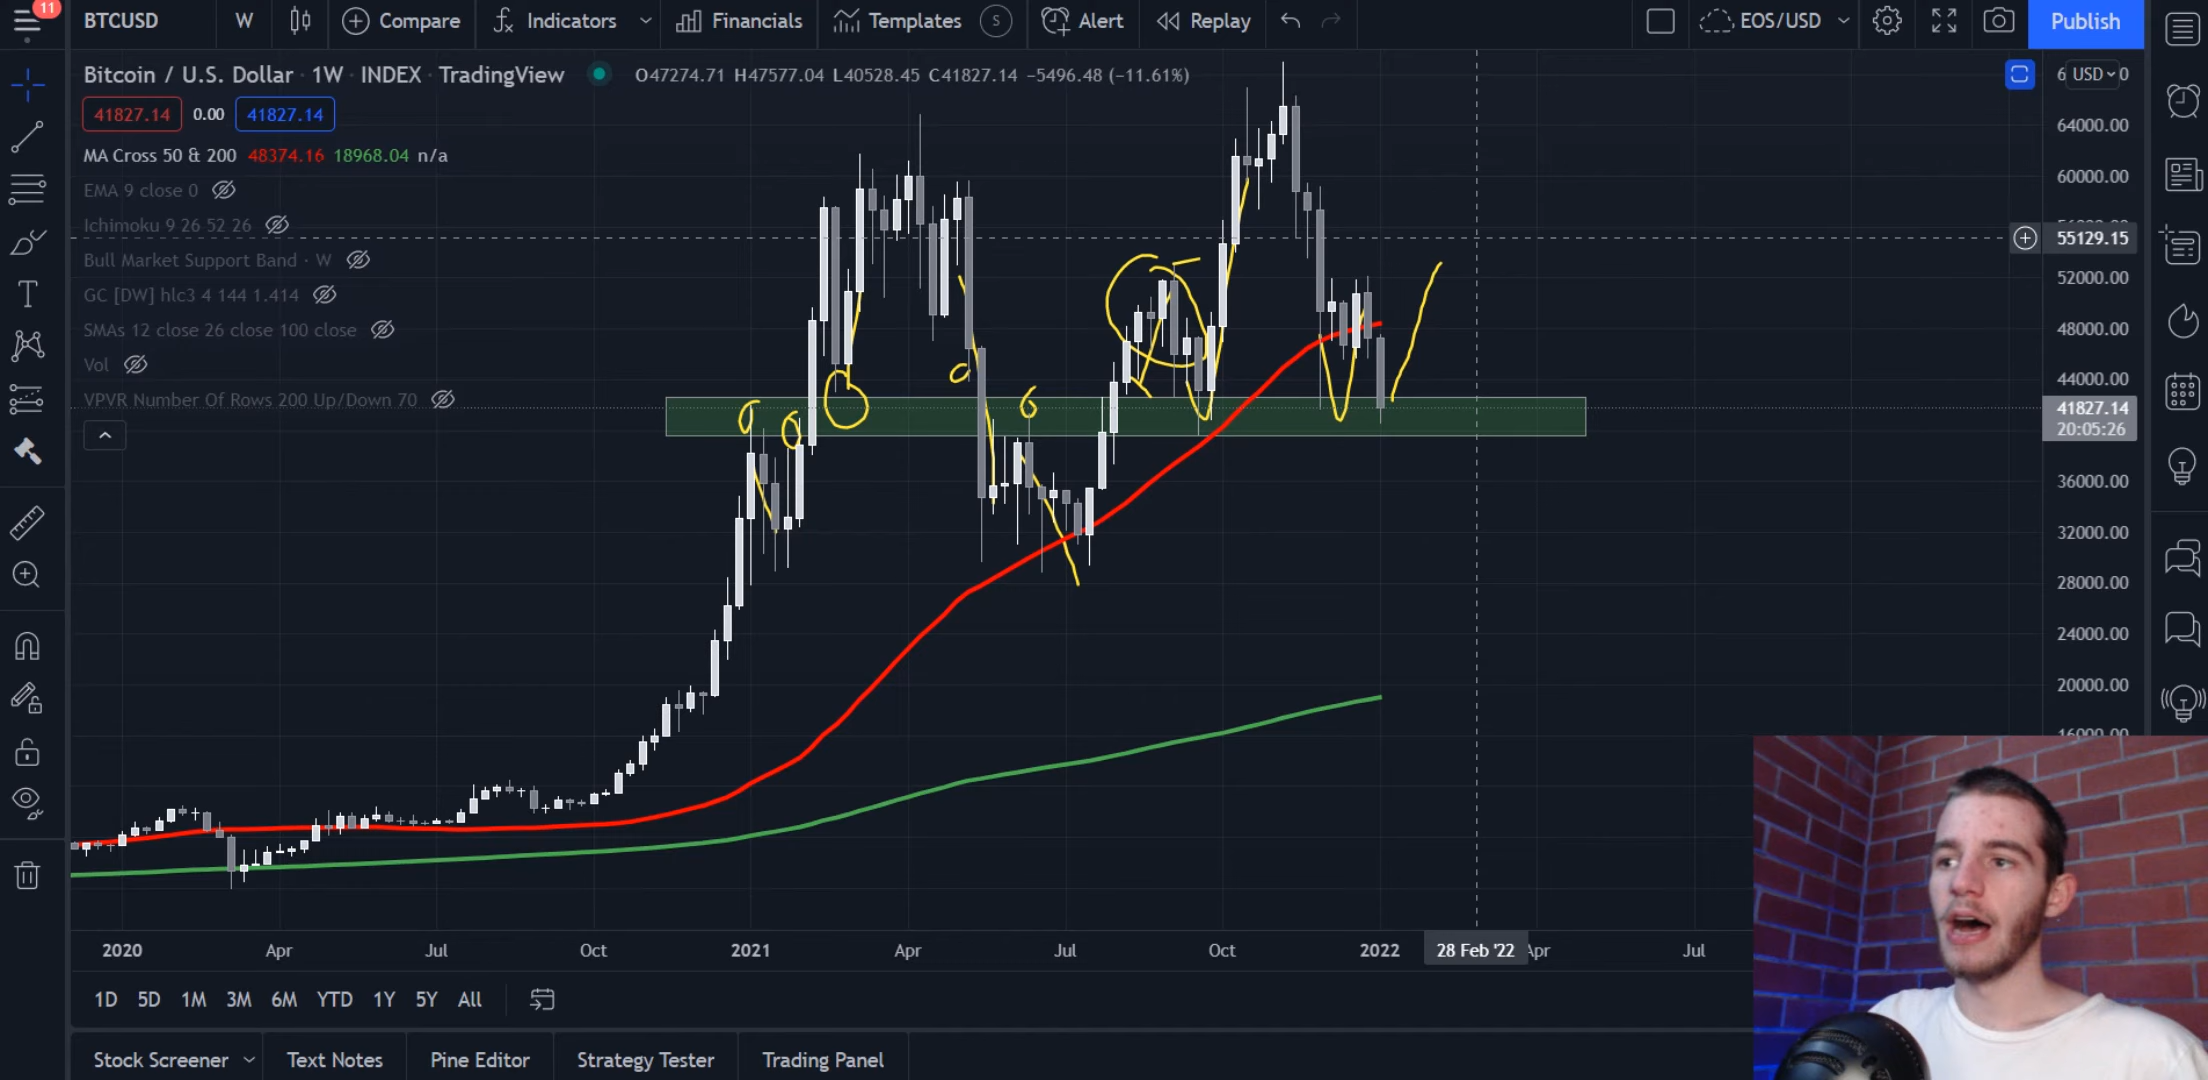 11
BTCUSD W Compare Indicators Financials Templates S Alert Replay EOS/USD Publish
Bitcoin / U.S. Dollar · 1W · INDEX · TradingView O47274.71 H47577.04 L40528.45 C41827.14 −5496.48 (−11.61%)
6 USD 0
41827.14 0.00 41827.14
64000.00
MA Cross 50 & 200 48374.16 18968.04 n/a
60000.00
EMA 9 close 0
Ichimoku 9 26 52 26
55129.15
Bull Market Support Band · W
52000.00
GC [DW] hlc3 4 144 1.414
SMAs 12 close 26 close 100 close
48000.00
Vol
44000.00
VPVR Number Of Rows 200 Up/Down 70
41827.14
20:05:26
36000.00
32000.00
28000.00
24000.00
20000.00
2020 Apr Jul Oct 2021 Apr Jul Oct 2022 28 Feb '22 Apr Jul
1D 5D 1M 3M 6M YTD 1Y 5Y All
Stock Screener Text Notes Pine Editor Strategy Tester Trading Panel